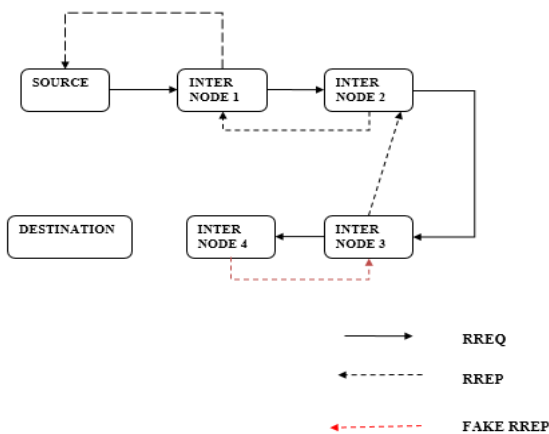 SOURCE
INTER
NODE 1
INTER
NODE 2
DESTINATION
INTER
NODE 4
INTER
NODE 3
RREQ
RREP
FAKE RREP